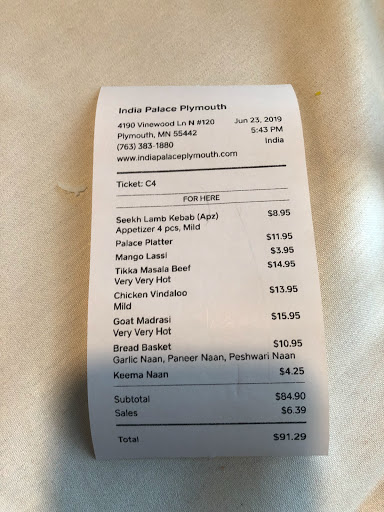 India Palace Plymouth
4190 Vinewood Ln N #120 Jun 23, 2019
Plymouth, MN 55442 5:43 PM
(763) 383-1880 India
www.indiapalaceplymouth.com
Ticket: C4
FOR HERE
Seekh Lamb Kebab (Apz) $8.95
Appetizer 4 pcs, Mild
Palace Platter $11.95
Mango Lassi $3.95
Tikka Masala Beef $14.95
Very Very Hot
Chicken Vindaloo $13.95
Mild
Goat Madrasi $15.95
Very Very Hot
Bread Basket $10.95
Garlic Naan, Paneer Naan, Peshwari Naan
Keema Naan $4.25
Subtotal $84.90
Sales $6.39
Total $91.29